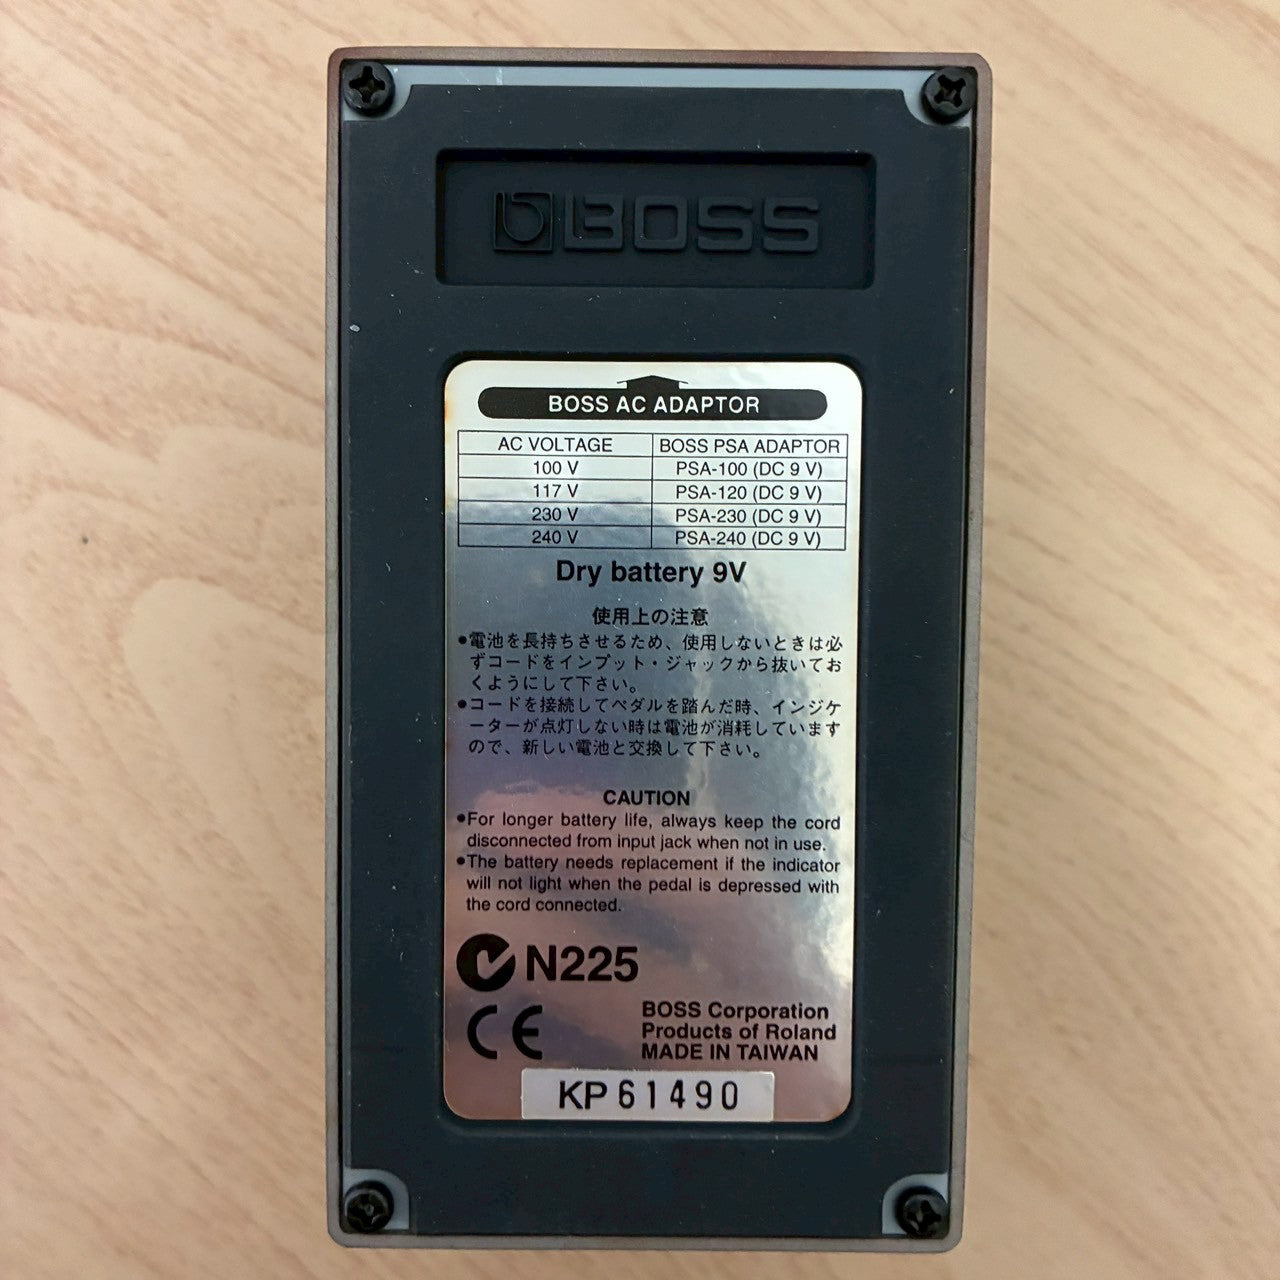 BOSS
BOSS AC ADAPTOR
AC VOLTAGE BOSS PSA ADAPTOR
100 V PSA-100 (DC 9 V)
117 V PSA-120 (DC 9 V)
230 V PSA-230 (DC 9 V)
240 V PSA-240 (DC 9 V)
Dry battery 9V
使用上の注意
●電池を長持ちさせるため、使用しないときは必
ずコードをインプット・ジャックから抜いてお
くようにして下さい。
●コードを接続してペダルを踏んだ時、インジケ
ーターが点灯しない時は電池が消耗しています
ので、新しい電池と交換して下さい。
CAUTION
●For longer battery life, always keep the cord
disconnected from input jack when not in use.
●The battery needs replacement if the indicator
will not light when the pedal is depressed with
the cord connected.
N225
CE
BOSS Corporation
Products of Roland
MADE IN TAIWAN
KP 61490